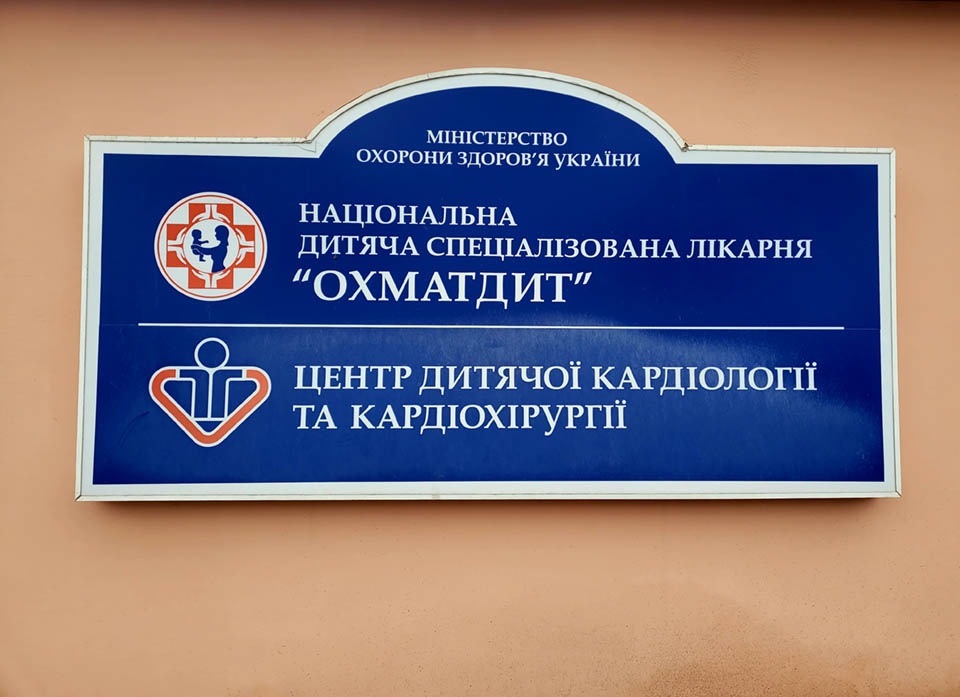 МІНІСТЕРСТВО
ОХОРОНИ ЗДОРОВ'Я УКРАЇНИ
НАЦІОНАЛЬНА
ДИТЯЧА СПЕЦІАЛІЗОВАНА ЛІКАРНЯ
“ОХМАТДИТ”
ЦЕНТР ДИТЯЧОЇ КАРДІОЛОГІЇ
ТА КАРДІОХІРУРГІЇ